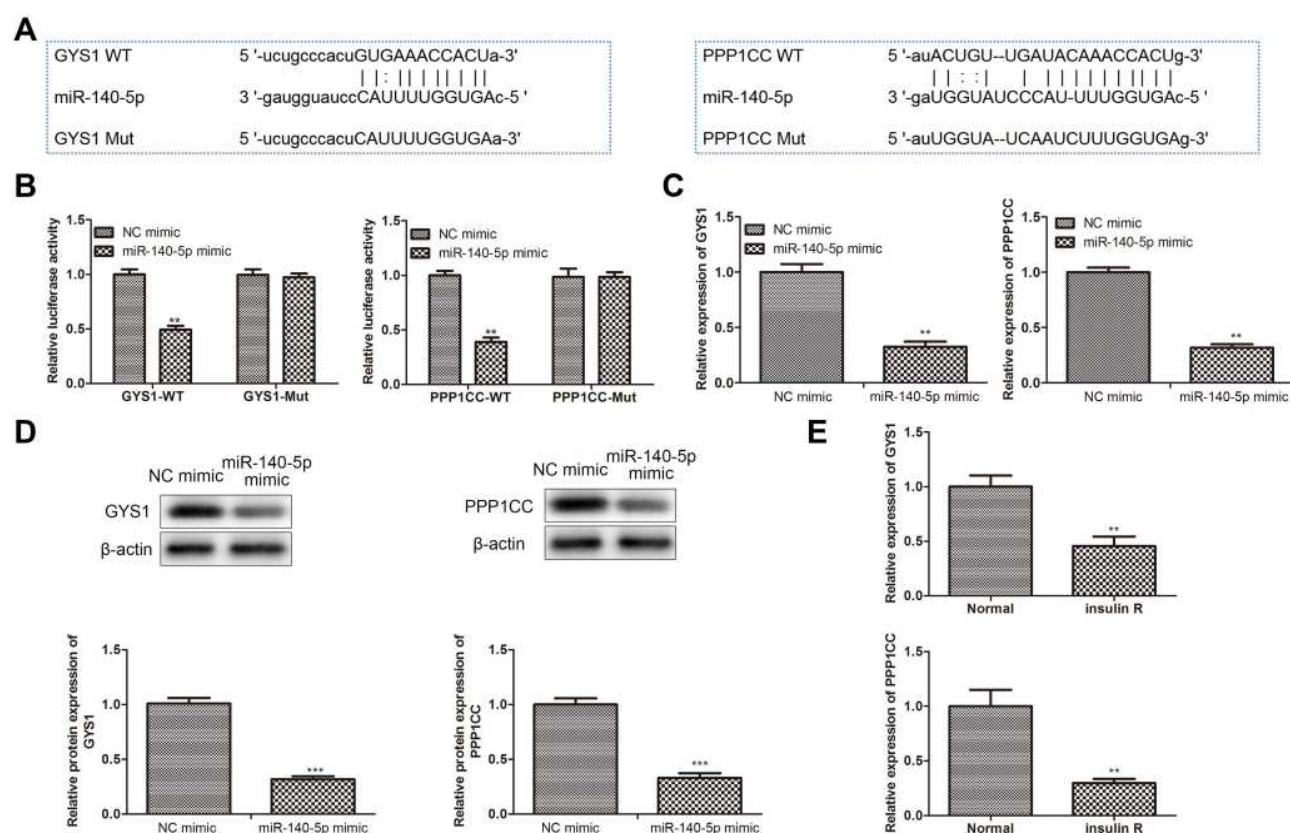 A
GYS1 WT 5 '-ucugcccacuGUGAAACCACUa-3'
miR-140-5p 3 '-gaugguauccCAUUUUGGUGAc-5 '
GYS1 Mut 5 '-ucugcccacuCAUUUUGGUGAa-3'
PPP1CC WT 5 '-auACUGU--UGAUACAAACCACUg-3'
miR-140-5p 3 '-gaUGGUAUCCCAU-UUUGGUGAc-5 '
PPP1CC Mut 5 '-auUGGUA--UCAAUCUUUGGUGAg-3'
B
Relative luciferase activity
1.5
1.0
0.5
0.0
NC mimic
miR-140-5p mimic
**
GYS1-WT GYS1-Mut
Relative luciferase activity
1.5
1.0
0.5
0.0
NC mimic
miR-140-5p mimic
**
PPP1CC-WT PPP1CC-Mut
C
Relative expression of GYS1
1.5
1.0
0.5
0.0
NC mimic
miR-140-5p mimic
**
NC mimic miR-140-5p mimic
Relative expression of PPP1CC
1.5
1.0
0.5
0.0
NC mimic
miR-140-5p mimic
**
NC mimic miR-140-5p mimic
D
NC mimic miR-140-5p
mimic
GYS1
β-actin
NC mimic miR-140-5p
mimic
PPP1CC
β-actin
Relative protein expression of
GYS1
1.5
1.0
0.5
0.0
***
NC mimic miR-140-5p mimic
Relative protein expression of
PPP1CC
1.5
1.0
0.5
0.0
***
NC mimic miR-140-5p mimic
E
Relative expression of GYS1
1.5
1.0
0.5
0.0
**
Normal insulin R
Relative expression of PPP1CC
1.5
1.0
0.5
0.0
**
Normal insulin R